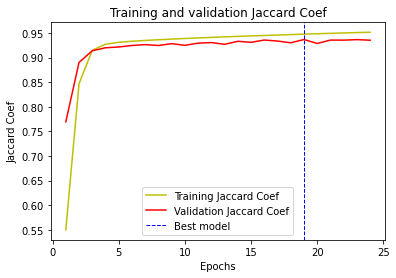 Training and validation Jaccard Coef
Jaccard Coef
0.95
0.90
0.85
0.80
0.75
0.70
0.65
0.60
0.55
Training Jaccard Coef
Validation Jaccard Coef
Best model
0 5 10 15 20 25
Epochs